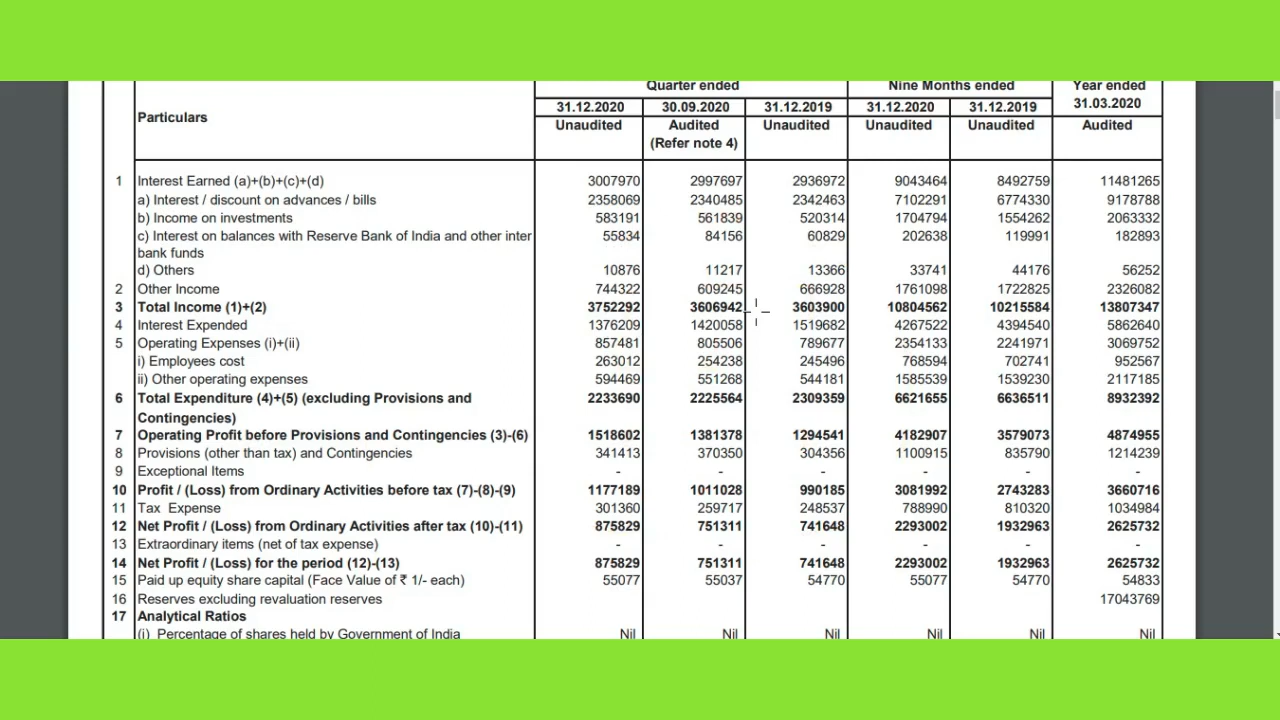 Quarter ended Nine Months ended Year ended
31.12.2020 30.09.2020 31.12.2019 31.12.2020 31.12.2019 31.03.2020
Particulars Unaudited Audited Unaudited Unaudited Unaudited Audited
(Refer note 4)
1 Interest Earned (a)+(b)+(c)+(d) 3007970 2997697 2936972 9043464 8492759 11481265
a) Interest / discount on advances / bills 2358069 2340485 2342463 7102291 6774330 9178788
b) Income on investments 583191 561839 520314 1704794 1554262 2063332
c) Interest on balances with Reserve Bank of India and other inter 55834 84156 60829 202638 119991 182893
bank funds
d) Others 10876 11217 13366 33741 44176 56252
2 Other Income 744322 609245 666928 1761098 1722825 2326082
3 Total Income (1)+(2) 3752292 3606942 3603900 10804562 10215584 13807347
4 Interest Expended 1376209 1420058 1519682 4267522 4394540 5862640
5 Operating Expenses (i)+(ii) 857481 805506 789677 2354133 2241971 3069752
i) Employees cost 263012 254238 245496 768594 702741 952567
ii) Other operating expenses 594469 551268 544181 1585539 1539230 2117185
6 Total Expenditure (4)+(5) (excluding Provisions and 2233690 2225564 2309359 6621655 6636511 8932392
Contingencies)
7 Operating Profit before Provisions and Contingencies (3)-(6) 1518602 1381378 1294541 4182907 3579073 4874955
8 Provisions (other than tax) and Contingencies 341413 370350 304356 1100915 835790 1214239
9 Exceptional Items - - - - - -
10 Profit / (Loss) from Ordinary Activities before tax (7)-(8)-(9) 1177189 1011028 990185 3081992 2743283 3660716
11 Tax Expense 301360 259717 248537 788990 810320 1034984
12 Net Profit / (Loss) from Ordinary Activities after tax (10)-(11) 875829 751311 741648 2293002 1932963 2625732
13 Extraordinary items (net of tax expense) - - - - - -
14 Net Profit / (Loss) for the period (12)-(13) 875829 751311 741648 2293002 1932963 2625732
15 Paid up equity share capital (Face Value of ₹ 1/- each) 55077 55037 54770 55077 54770 54833
16 Reserves excluding revaluation reserves 17043769
17 Analytical Ratios
(i) Percentage of shares held by Government of India Nil Nil Nil Nil Nil Nil